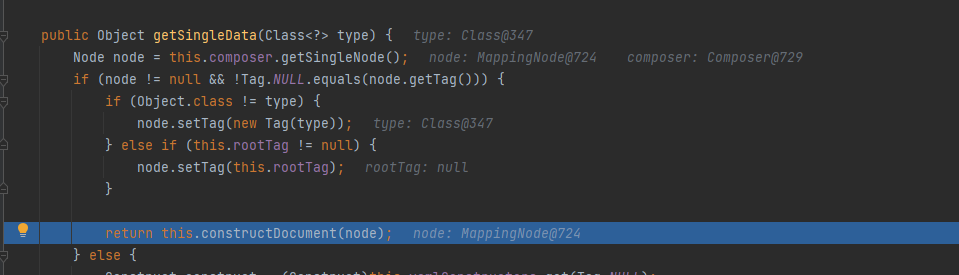 public Object getSingleData(Class<?> type) {   type: Class@347
Node node = this.composer.getSingleNode();   node: MappingNode@724   composer: Composer@729
if (node != null && !Tag.NULL.equals(node.getTag())) {
if (Object.class != type) {
node.setTag(new Tag(type));   type: Class@347
} else if (this.rootTag != null) {
node.setTag(this.rootTag);   rootTag: null
}
return this.constructDocument(node);   node: MappingNode@724
} else {